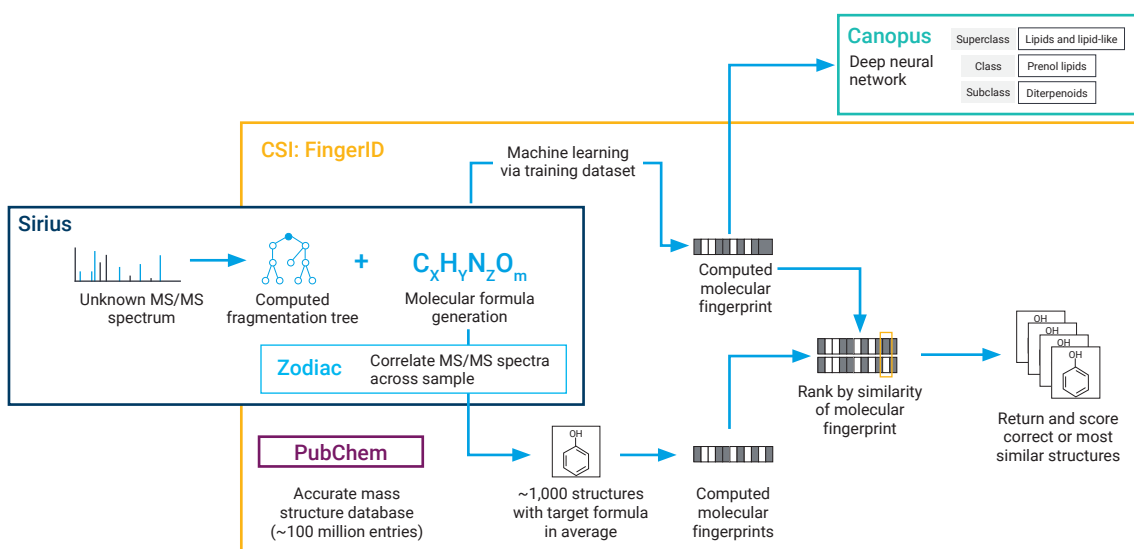 Canopus
Deep neural
network
Superclass
Lipids and lipid-like
Class
Prenol lipids
Subclass
Diterpenoids
CSI: FingerID
Machine learning
via training dataset
Sirius
Unknown MS/MS
spectrum
Computed
fragmentation tree
+
CXHYNZOm
Molecular formula
generation
Zodiac
Correlate MS/MS spectra
across sample
Computed
molecular
fingerprint
Rank by similarity
of molecular
fingerprint
OH
OH
OH
OH
Return and score
correct or most
similar structures
PubChem
Accurate mass
structure database
(~100 million entries)
OH
~1,000 structures
with target formula
in average
Computed
molecular
fingerprints